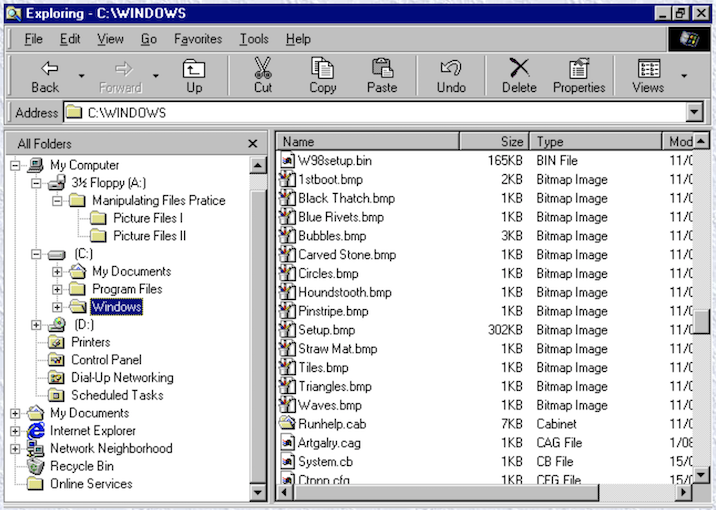 Exploring - C:\WINDOWS
File Edit View Go Favorites Tools Help
Back Forward Up Cut Copy Paste Undo Delete Properties Views
Address C:\WINDOWS
All Folders
My Computer
3½ Floppy (A:)
Manipulating Files Pratice
Picture Files I
Picture Files II
(C:)
My Documents
Program Files
Windows
(D:)
Printers
Control Panel
Dial-Up Networking
Scheduled Tasks
My Documents
Internet Explorer
Network Neighborhood
Recycle Bin
Online Services
Name Size Type Mod
W98setup.bin 165KB BIN File 11/0
1stboot.bmp 2KB Bitmap Image 11/0
Black Thatch.bmp 1KB Bitmap Image 11/0
Blue Rivets.bmp 1KB Bitmap Image 11/0
Bubbles.bmp 3KB Bitmap Image 11/0
Carved Stone.bmp 1KB Bitmap Image 11/0
Circles.bmp 1KB Bitmap Image 11/0
Houndstooth.bmp 1KB Bitmap Image 11/0
Pinstripe.bmp 1KB Bitmap Image 11/0
Setup.bmp 302KB Bitmap Image 11/0
Straw Mat.bmp 1KB Bitmap Image 11/0
Tiles.bmp 1KB Bitmap Image 11/0
Triangles.bmp 1KB Bitmap Image 11/0
Waves.bmp 1KB Bitmap Image 11/0
Runhelp.cab 7KB Cabinet 11/0
Artgalry.cag 1KB CAG File 1/08
System.cb 1KB CB File 15/0
Ctpnp.cfg 1KB CFG File 15/0